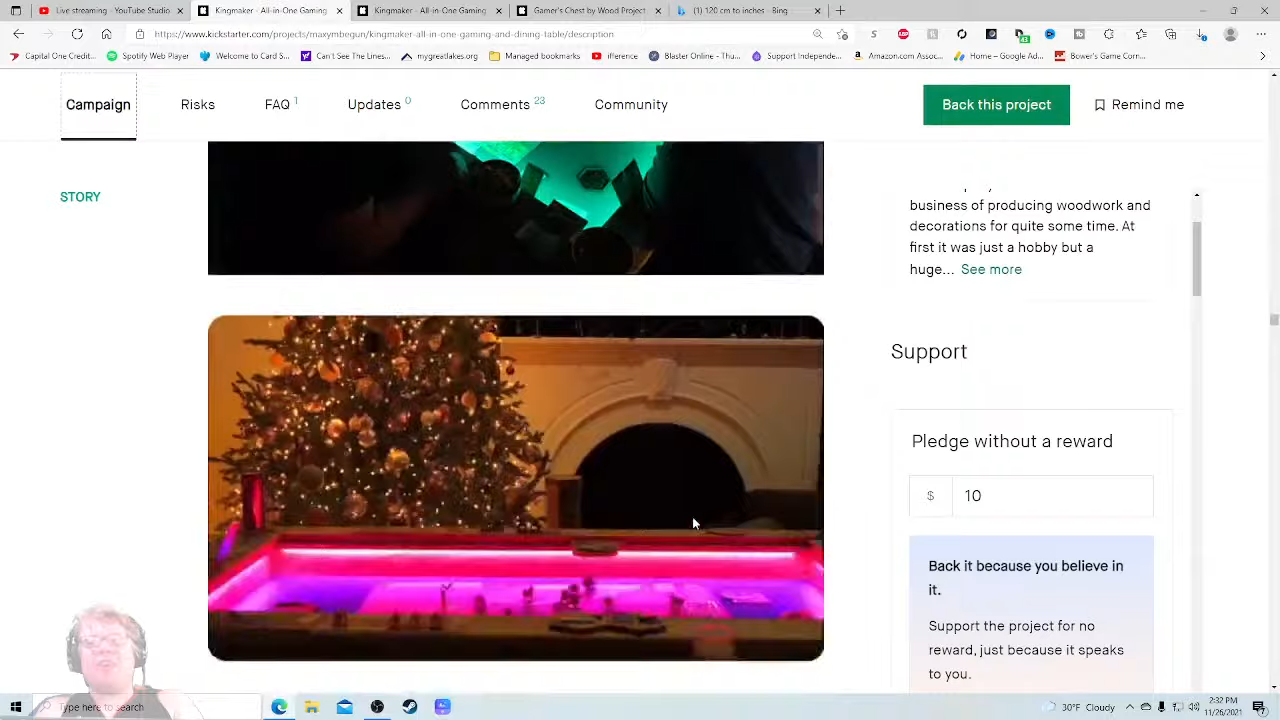 Live streaming - YouTube Studio
Kingmaker - All-in-One Gaming
Kingmaker - All-in-One Gaming
Gamer's Chest by Wood Project
(1) 120 cm to inches - Bing
https://www.kickstarter.com/projects/maxymbegun/kingmaker-all-in-one-gaming-and-dining-table/description
Capital One Credit...
Spotify Web Player
Welcome Card S...
Can't See The Lines...
mygreatlakes.org
Magazine bookmarks
ifference
Blaster Online - Thu...
Support Independe...
Amazon.com Associ...
GOG.com
Bower's Game Cor...
Campaign
Risks
FAQ 1
Updates 0
Comments 23
Community
Back this project
Remind me
STORY
business of producing woodwork and
decorations for quite some time. At
first it was just a hobby but a
huge... See more
Support
Pledge without a reward
$ 10
Back it because you believe in
it.
Support the project for no
reward, just because it speaks
to you.
Type here to search
30°F Cloudy
2:32 PM
11/26/2021